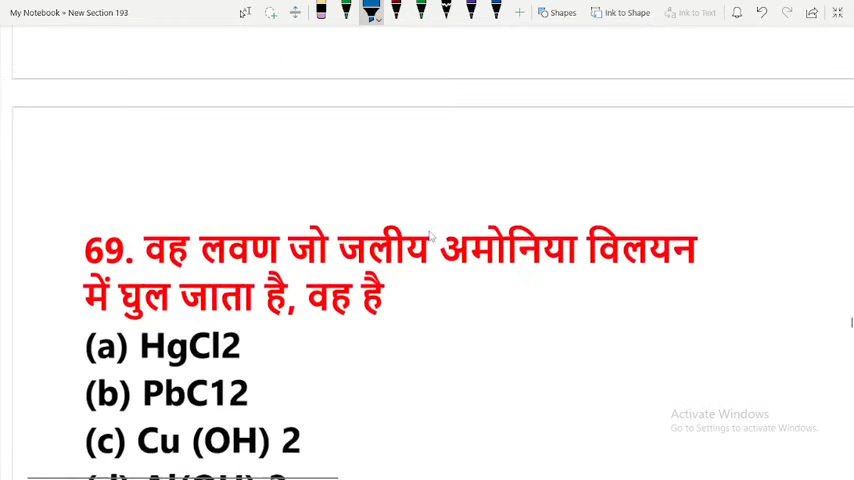 My Notebook » New Section 193
Shapes
Ink to Shape
Ink to Text
69. वह लवण जो जलीय अमोनिया विलयन
में घुल जाता है, वह है
(a) HgCl2
(b) PbC12
(c) Cu (OH) 2
Activate Windows
Go to Settings to activate Windows.